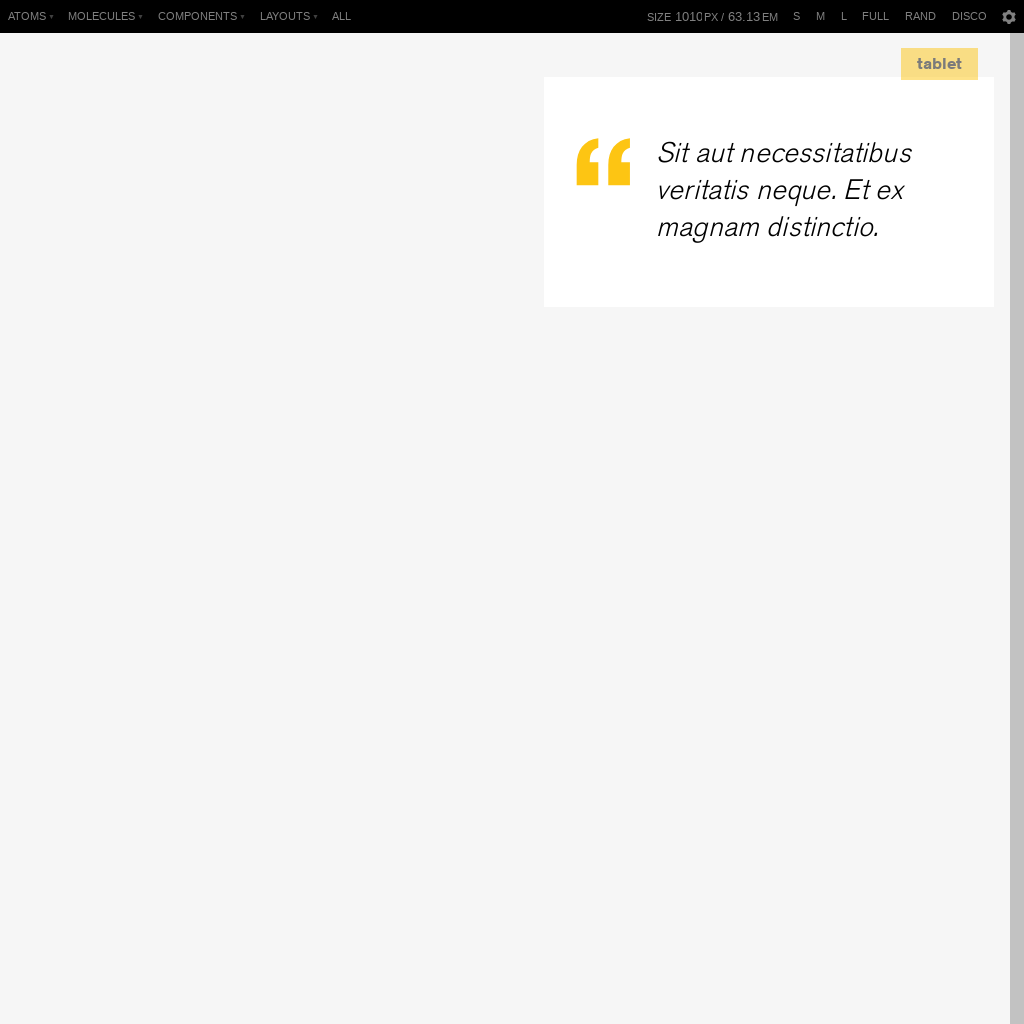 ATOMS ▾ MOLECULES ▾ COMPONENTS ▾ LAYOUTS ▾ ALL SIZE 1010 PX / 63.13 EM S M L FULL RAND DISCO
tablet
“ Sit aut necessitatibus
veritatis neque. Et ex
magnam distinctio.